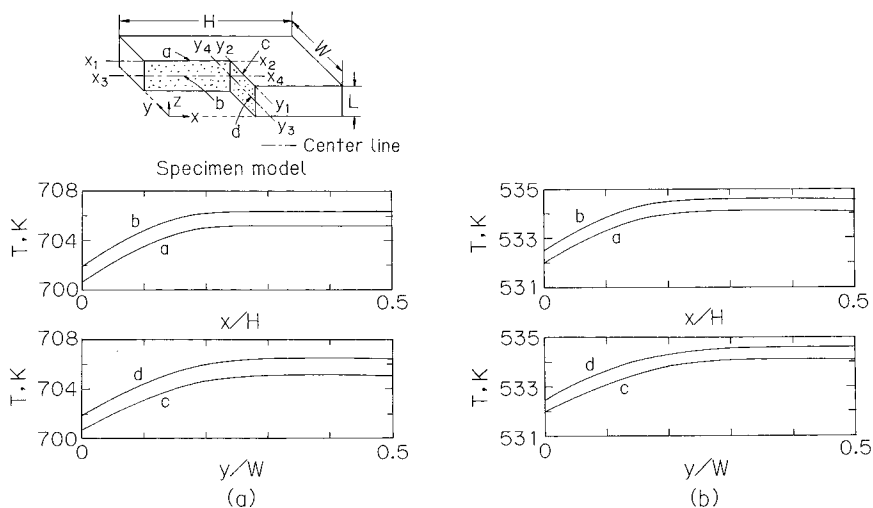 H
W
a
y₄ y₂ c
x₁ x₂
x₃ x₄
b
y₁ L
y z x d y₃
Center line
Specimen model
708
704
700
T, K
b
a
0 0.5
x/H
535
533
531
T, K
b
a
0 0.5
x/H
708
704
700
T, K
d
c
0 0.5
y/W
(a)
535
533
531
T, K
d
c
0 0.5
y/W
(b)